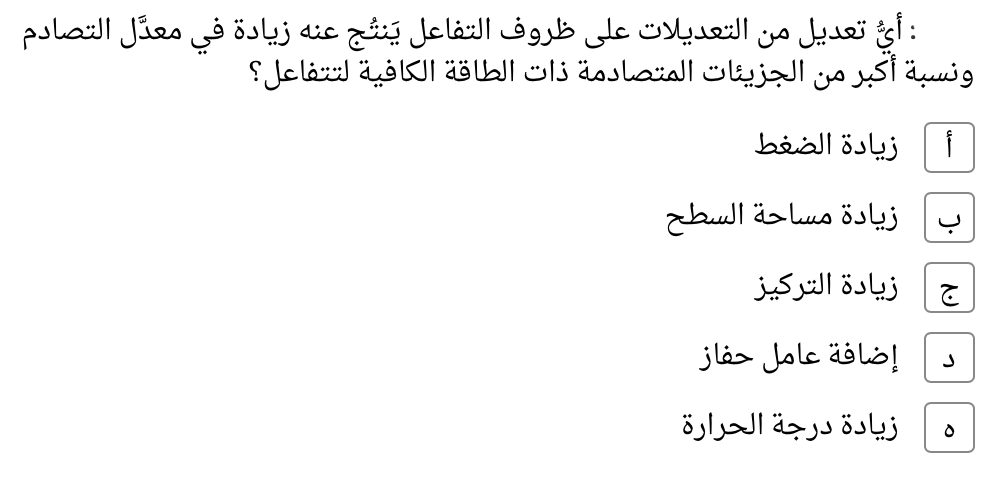 : أيُّ تعديل من التعديلات على ظروف التفاعل يَنتُج عنه زيادة في معدَّل التصادم
ونسبة أكبر من الجزيئات المتصادمة ذات الطاقة الكافية لتتفاعل؟
أ زيادة الضغط
ب زيادة مساحة السطح
ج زيادة التركيز
د إضافة عامل حفاز
ه زيادة درجة الحرارة